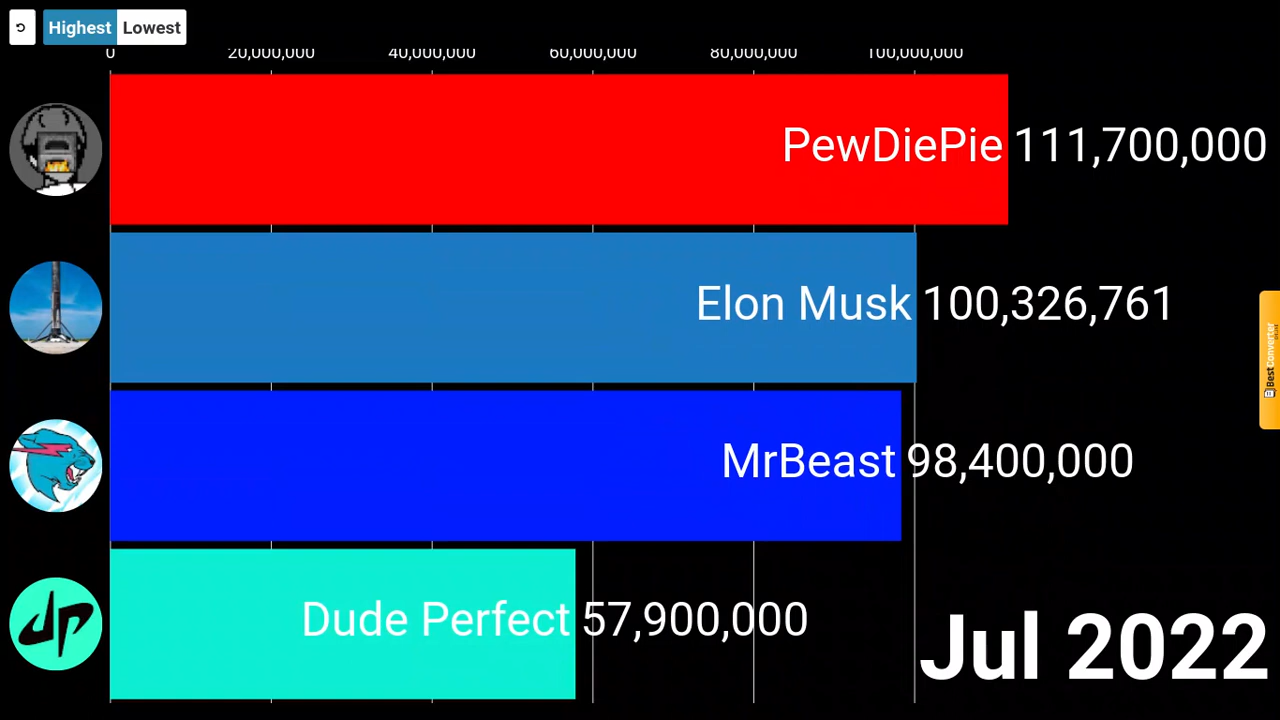 Highest Lowest
0 20,000,000 40,000,000 60,000,000 80,000,000 100,000,000
PewDiePie 111,700,000
Elon Musk 100,326,761
MrBeast 98,400,000
dp Dude Perfect 57,900,000
Jul 2022
BestConverter